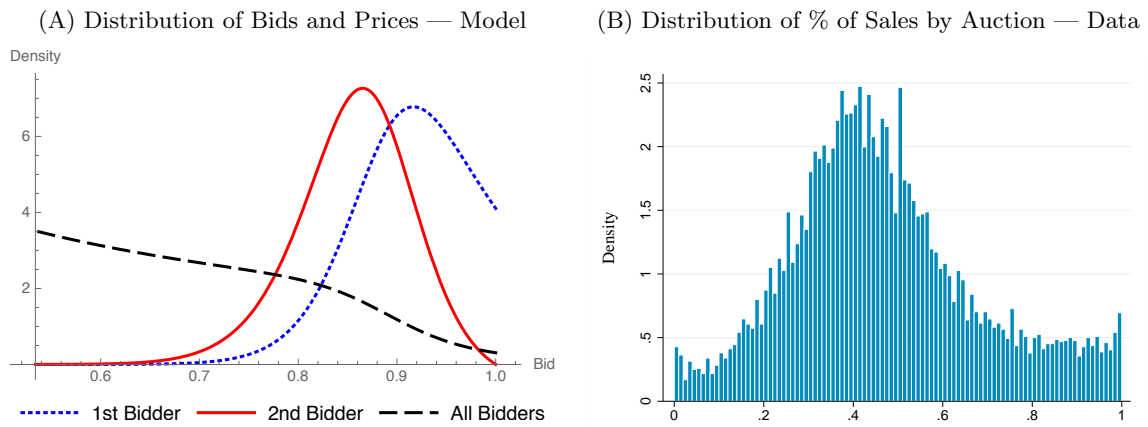 (A) Distribution of Bids and Prices — Model
Density
6
4
2
0.6 0.7 0.8 0.9 1.0 Bid
1st Bidder 2nd Bidder All Bidders
(B) Distribution of % of Sales by Auction — Data
Density
2.5
2
1.5
1
.5
0
0 .2 .4 .6 .8 1